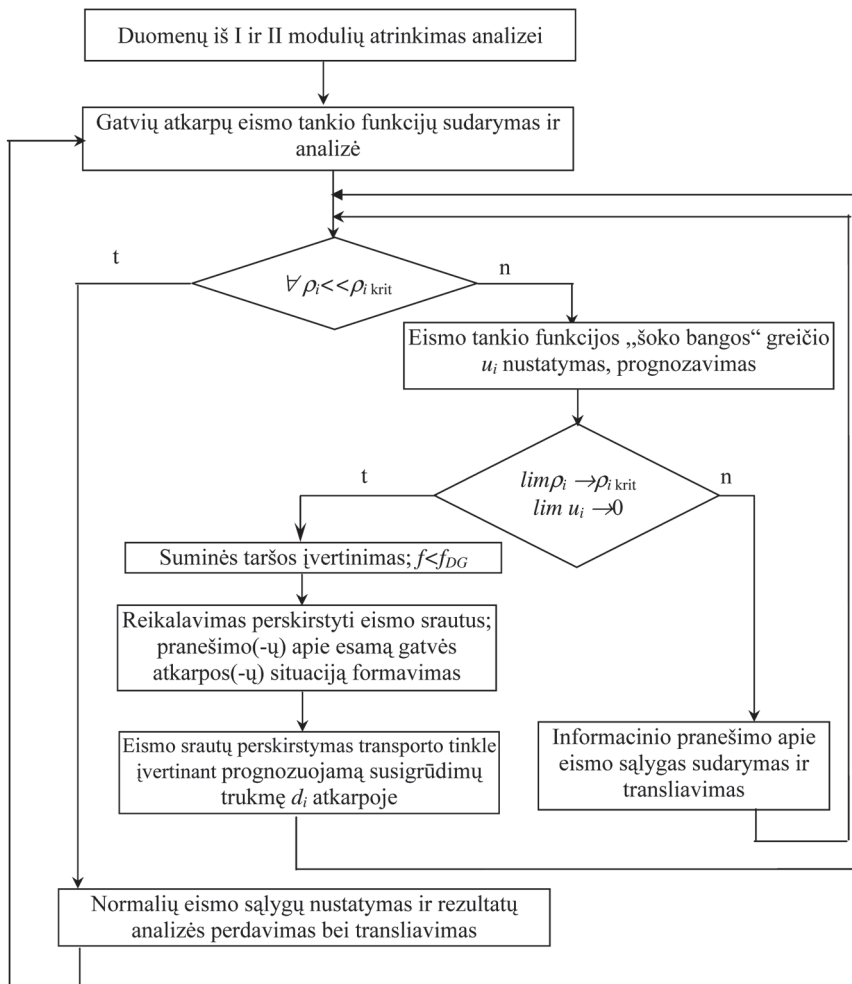 Duomenų iš I ir II modulių atrinkimas analizei
Gatvių atkarpų eismo tankio funkcijų sudarymas ir
analizė
t
∀ ρi<<ρi krit
n
Eismo tankio funkcijos „šoko bangos“ greičio
ui nustatymas, prognozavimas
t
limρi →ρi krit
lim ui →0
n
Suminės taršos įvertinimas; f<fDG
Reikalavimas perskirstyti eismo srautus;
pranešimo(-ų) apie esamą gatvės
atkarpos(-ų) situaciją formavimas
Eismo srautų perskirstymas transporto tinkle
įvertinant prognozuojamą susigrūdimų
trukmę di atkarpoje
Informacinio pranešimo apie
eismo sąlygas sudarymas ir
transliavimas
Normalių eismo sąlygų nustatymas ir rezultatų
analizės perdavimas bei transliavimas